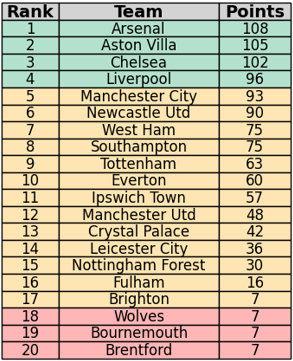 Rank Team Points
1 Arsenal 108
2 Aston Villa 105
3 Chelsea 102
4 Liverpool 96
5 Manchester City 93
6 Newcastle Utd 90
7 West Ham 75
8 Southampton 75
9 Tottenham 63
10 Everton 60
11 Ipswich Town 57
12 Manchester Utd 48
13 Crystal Palace 42
14 Leicester City 36
15 Nottingham Forest 30
16 Fulham 16
17 Brighton 7
18 Wolves 7
19 Bournemouth 7
20 Brentford 7